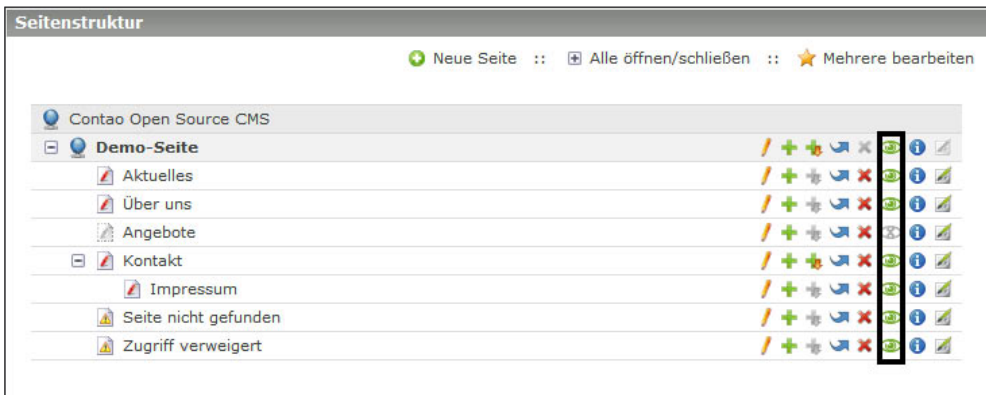 Seitenstruktur
Neue Seite :: Alle öffnen/schließen :: Mehrere bearbeiten
Contao Open Source CMS
Demo-Seite
Aktuelles
Über uns
Angebote
Kontakt
Impressum
Seite nicht gefunden
Zugriff verweigert